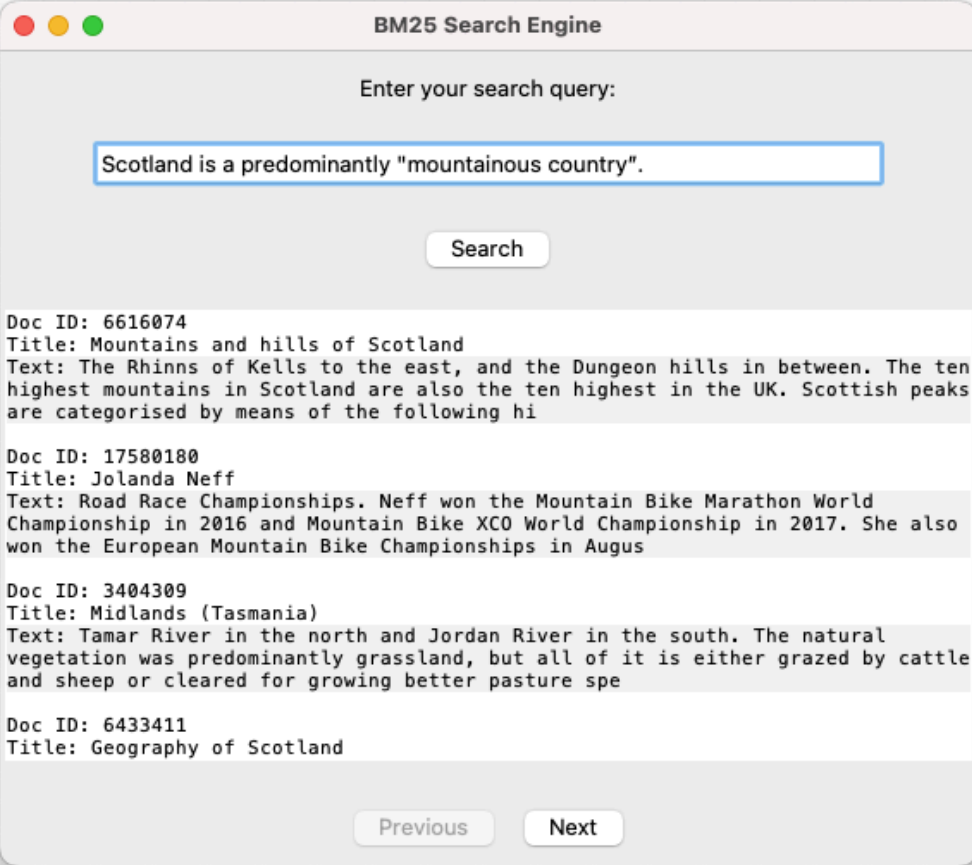 BM25 Search Engine
Enter your search query:
Scotland is a predominantly "mountainous country”.
Search
Doc ID: 6616074
Title: Mountains and hills of Scotland
Text: The Rhinns of Kells to the east, and the Dungeon hills in between. The ten
highest mountains in Scotland are also the ten highest in the UK. Scottish peaks
are categorised by means of the following hi
Doc ID: 17580180
Title: Jolanda Neff
Text: Road Race Championships. Neff won the Mountain Bike Marathon World
Championship in 2016 and Mountain Bike XCO World Championship in 2017. She also
won the European Mountain Bike Championships in Augus
Doc ID: 3404309
Title: Midlands (Tasmania)
Text: Tamar River in the north and Jordan River in the south. The natural
vegetation was predominantly grassland, but all of it is either grazed by cattle
and sheep or cleared for growing better pasture spe
Doc ID: 6433411
Title: Geography of Scotland
Previous
Next